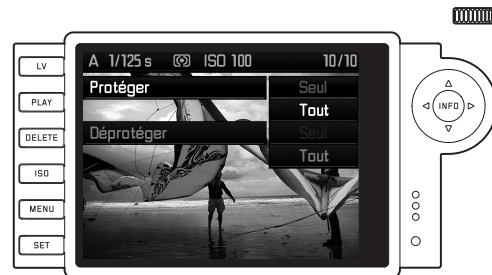 LV
PLAY
DELETE
ISO
MENU
SET
A 1/125 s ISO 100 10/10
Protéger Seul
Tout
Déprotéger Seul
Tout
INFO